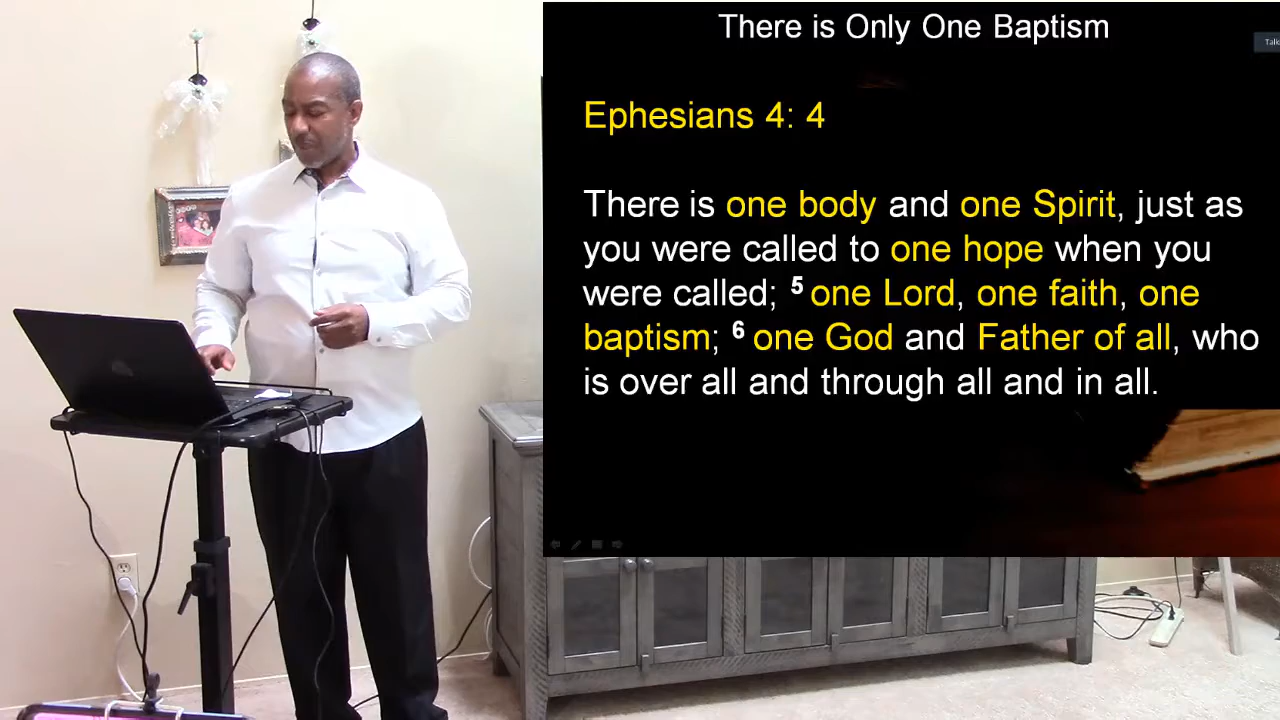 There is Only One Baptism
Ephesians 4: 4
There is one body and one Spirit, just as
you were called to one hope when you
were called; 5 one Lord, one faith, one
baptism; 6 one God and Father of all, who
is over all and through all and in all.